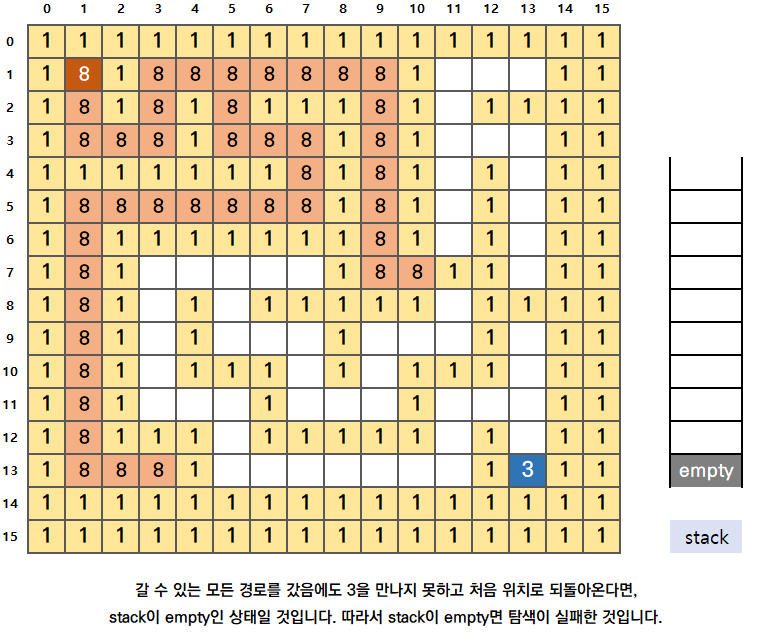 0 1 2 3 4 5 6 7 8 9 10 11 12 13 14 15
0 1 1 1 1 1 1 1 1 1 1 1 1 1 1 1 1
1 1 8 1 8 8 8 8 8 8 8 1 1 1
2 1 8 1 8 1 8 1 1 1 8 1 1 1 1 1
3 1 8 8 8 1 8 8 8 1 8 1 1 1
4 1 1 1 1 1 1 1 8 1 8 1 1 1 1
5 1 8 8 8 8 8 8 8 1 8 1 1 1 1
6 1 8 1 1 1 1 1 1 1 8 1 1 1 1
7 1 8 1 1 8 8 1 1 1 1
8 1 8 1 1 1 1 1 1 1 1 1 1 1
9 1 8 1 1 1 1 1 1
10 1 8 1 1 1 1 1 1 1 1 1 1
11 1 8 1 1 1 1 1
12 1 8 1 1 1 1 1 1 1 1 1 1 1
13 1 8 8 8 1 1 3 1 1 empty
14 1 1 1 1 1 1 1 1 1 1 1 1 1 1 1 1
15 1 1 1 1 1 1 1 1 1 1 1 1 1 1 1 1
stack
갈 수 있는 모든 경로를 갔음에도 3을 만나지 못하고 처음 위치로 되돌아온다면,
stack이 empty인 상태일 것입니다. 따라서 stack이 empty면 탐색이 실패한 것입니다.